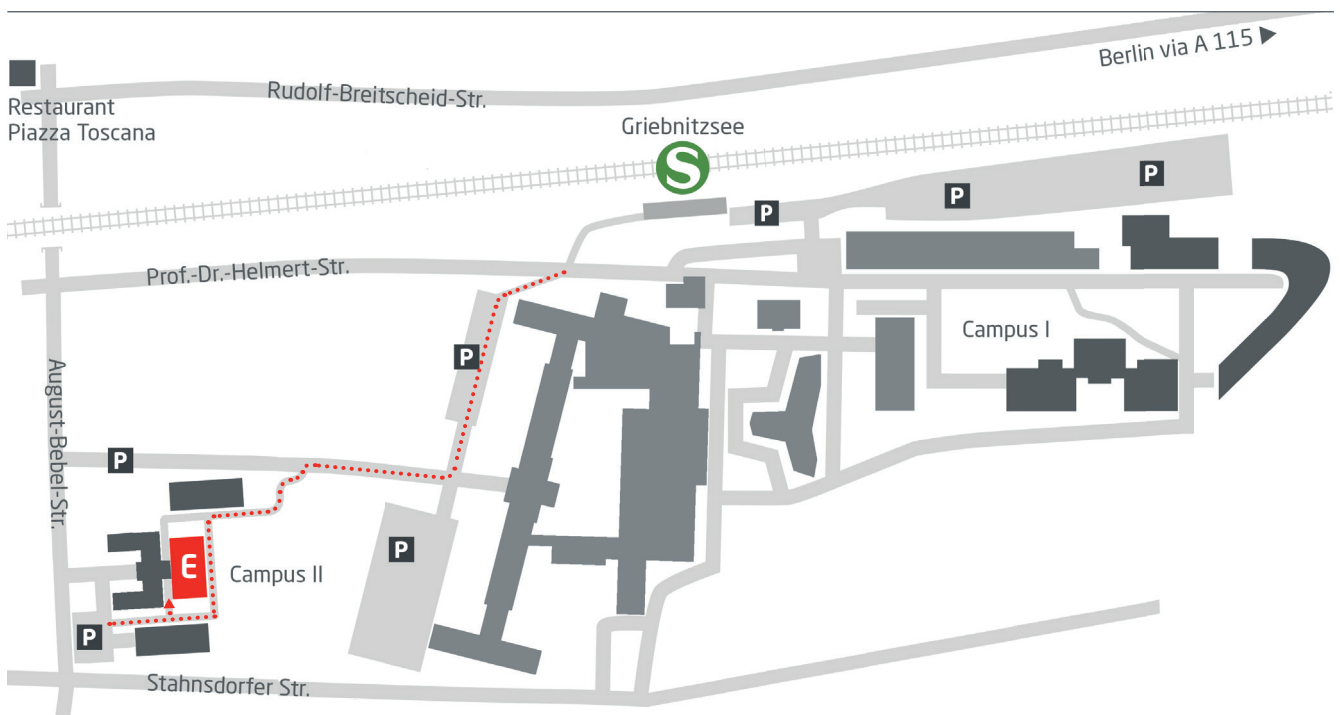 Berlin via A 115
Rudolf-Breitscheid-Str.
Restaurant
Piazza Toscana
Griebnitzsee
S
P
P
P
Prof.-Dr.-Helmert-Str.
Campus I
P
August-Bebel-Str.
P
P
E
Campus II
P
Stahnsdorfer Str.